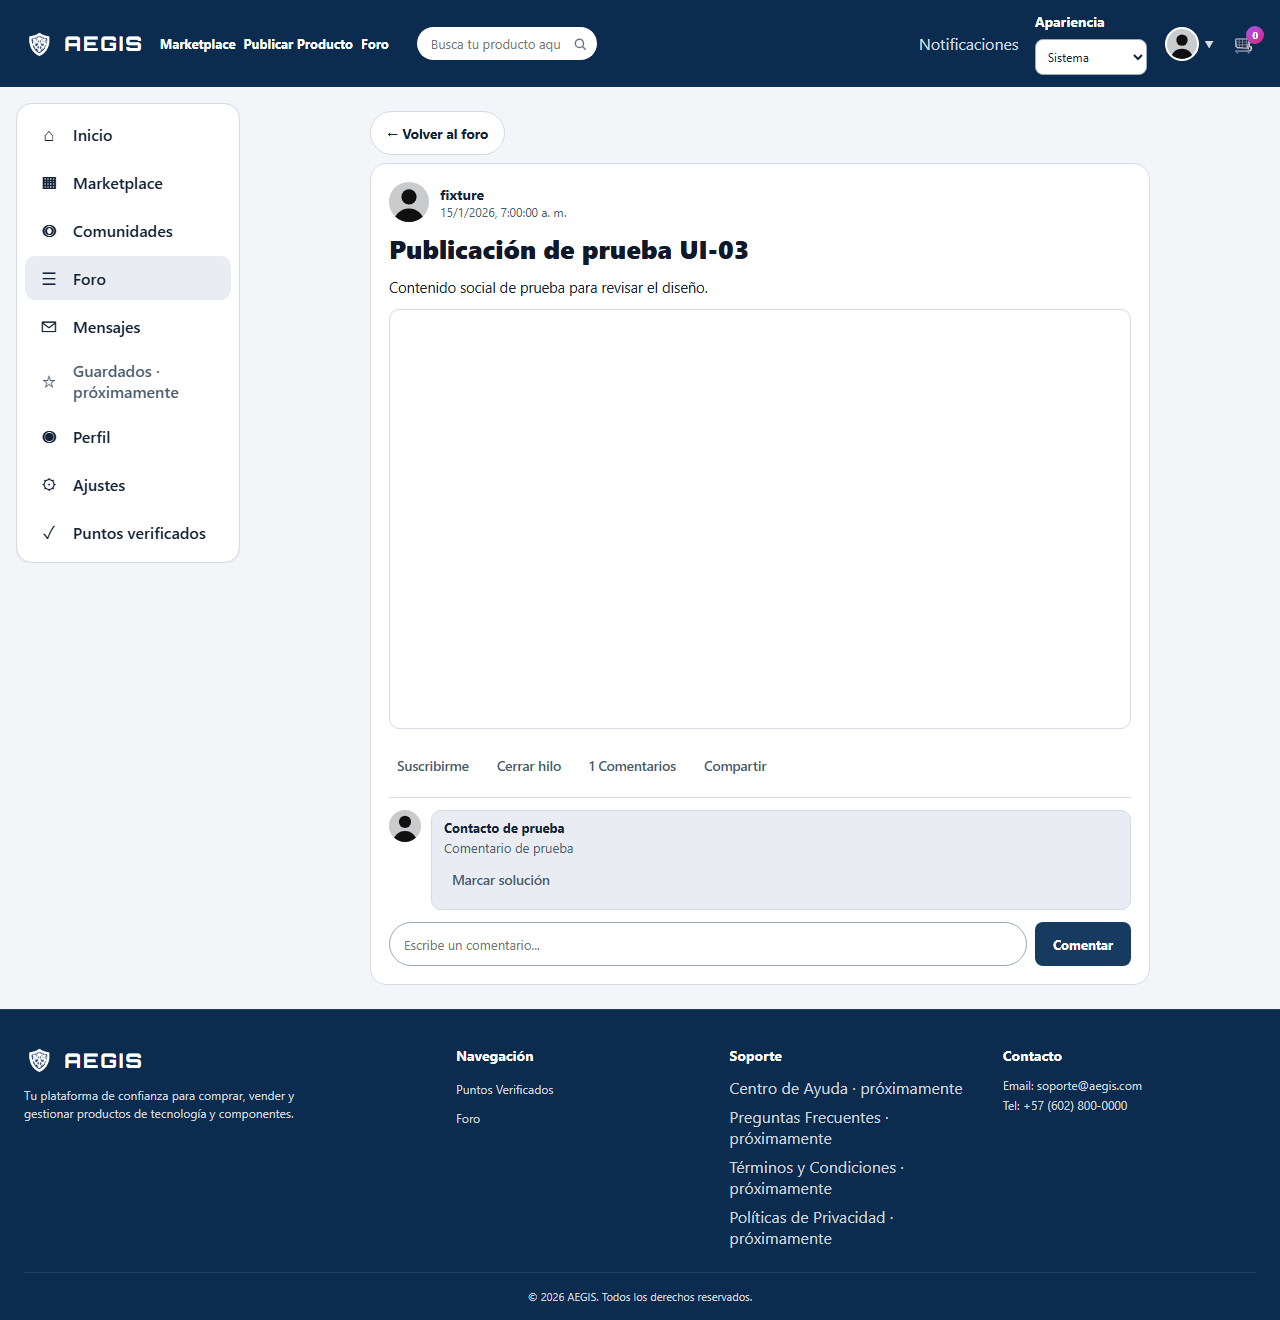 AEGIS
Marketplace Publicar Producto Foro
Busca tu producto aqu
Notificaciones
Apariencia
Sistema
0
Inicio
Marketplace
Comunidades
Foro
Mensajes
Guardados ·
próximamente
Perfil
Ajustes
Puntos verificados
← Volver al foro
fixture
15/1/2026, 7:00:00 a. m.
Publicación de prueba UI-03
Contenido social de prueba para revisar el diseño.
Suscribirme Cerrar hilo 1 Comentarios Compartir
Contacto de prueba
Comentario de prueba
Marcar solución
Escribe un comentario...
Comentar
AEGIS
Tu plataforma de confianza para comprar, vender y
gestionar productos de tecnología y componentes.
Navegación
Puntos Verificados
Foro
Soporte
Centro de Ayuda · próximamente
Preguntas Frecuentes ·
próximamente
Términos y Condiciones ·
próximamente
Políticas de Privacidad ·
próximamente
Contacto
Email: soporte@aegis.com
Tel: +57 (602) 800-0000
© 2026 AEGIS. Todos los derechos reservados.